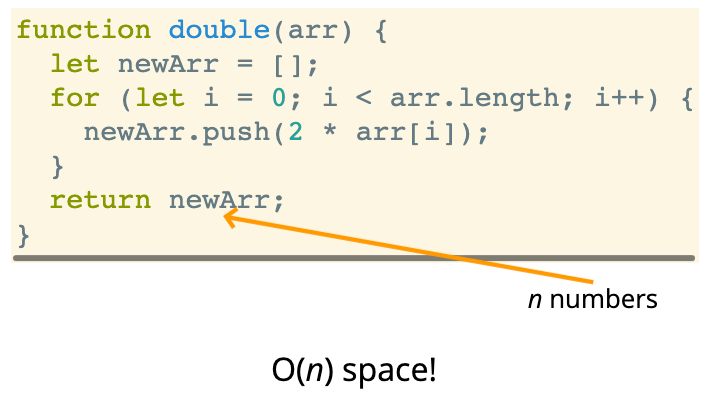 function double(arr) {
  let newArr = [];
  for (let i = 0; i < arr.length; i++) {
    newArr.push(2 * arr[i]);
  }
  return newArr;
}
n numbers
O(n) space!